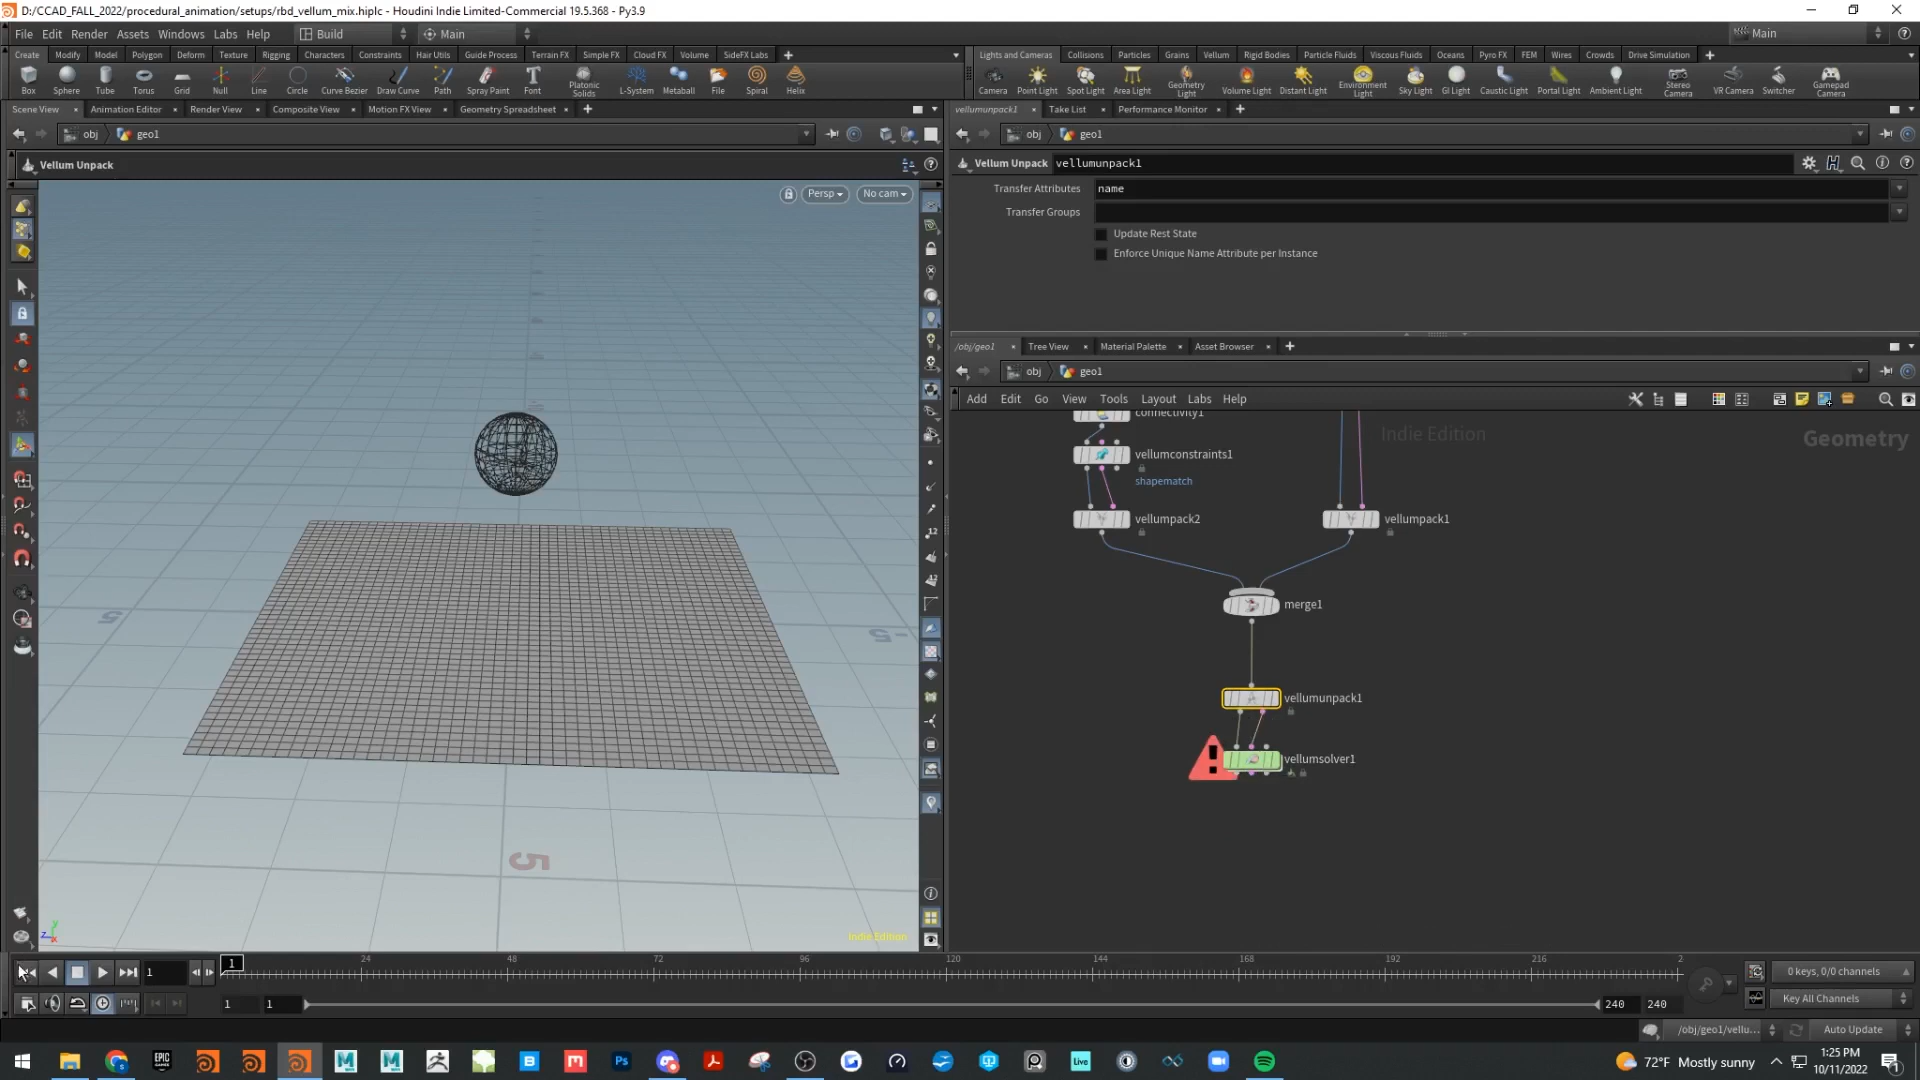 D:/CCAD_FALL_2022/procedural_animation/setups/rbd_vellum_mix.hiplc - Houdini Indie Limited-Commercial 19.5.368 - Py3.9
File Edit Render Assets Windows Labs Help Build Main Main
Create Modify Model Polygon Deform Texture Rigging Characters Constraints Hair Utils Guide Process Terrain FX Simple FX Cloud FX Volume SideFX Labs
Lights and Cameras Collisions Particles Grains Vellum Rigid Bodies Particle Fluids Viscous Fluids Oceans Pyro FX FEM Wires Crowds Drive Simulation
Box Sphere Tube Torus Grid Null Line Circle Curve Bezier Draw Curve Path Spray Paint Font Platonic Solids L-System Metaball File Spiral Helix
Camera Point Light Spot Light Area Light Geometry Light Volume Light Distant Light Environment Light Sky Light GI Light Caustic Light Portal Light Ambient Light Stereo Camera VR Camera Switcher Gamepad Camera
Scene View Animation Editor Render View Composite View Motion FX View Geometry Spreadsheet
vellumunpack1 Take List Performance Monitor
obj geo1
obj geo1
Vellum Unpack
Vellum Unpack vellumunpack1
Transfer Attributes name
Transfer Groups
Update Rest State
Enforce Unique Name Attribute per Instance
Persp No cam
/obj/geo1 Tree View Material Palette Asset Browser
obj geo1
Add Edit Go View Tools Layout Labs Help
connectivity1
Indie Edition
Geometry
vellumconstraints1
shapematch
vellumpack2
vellumpack1
merge1
vellumunpack1
vellumsolver1
5
-5
5
y
z x
Indie Edition
1
1 24 48 72 96 120 144 168 192 216 2
0 keys, 0/0 channels
1 1 240 240
Key All Channels
/obj/geo1/vellu... Auto Update
72°F Mostly sunny
1:25 PM
10/11/2022
1